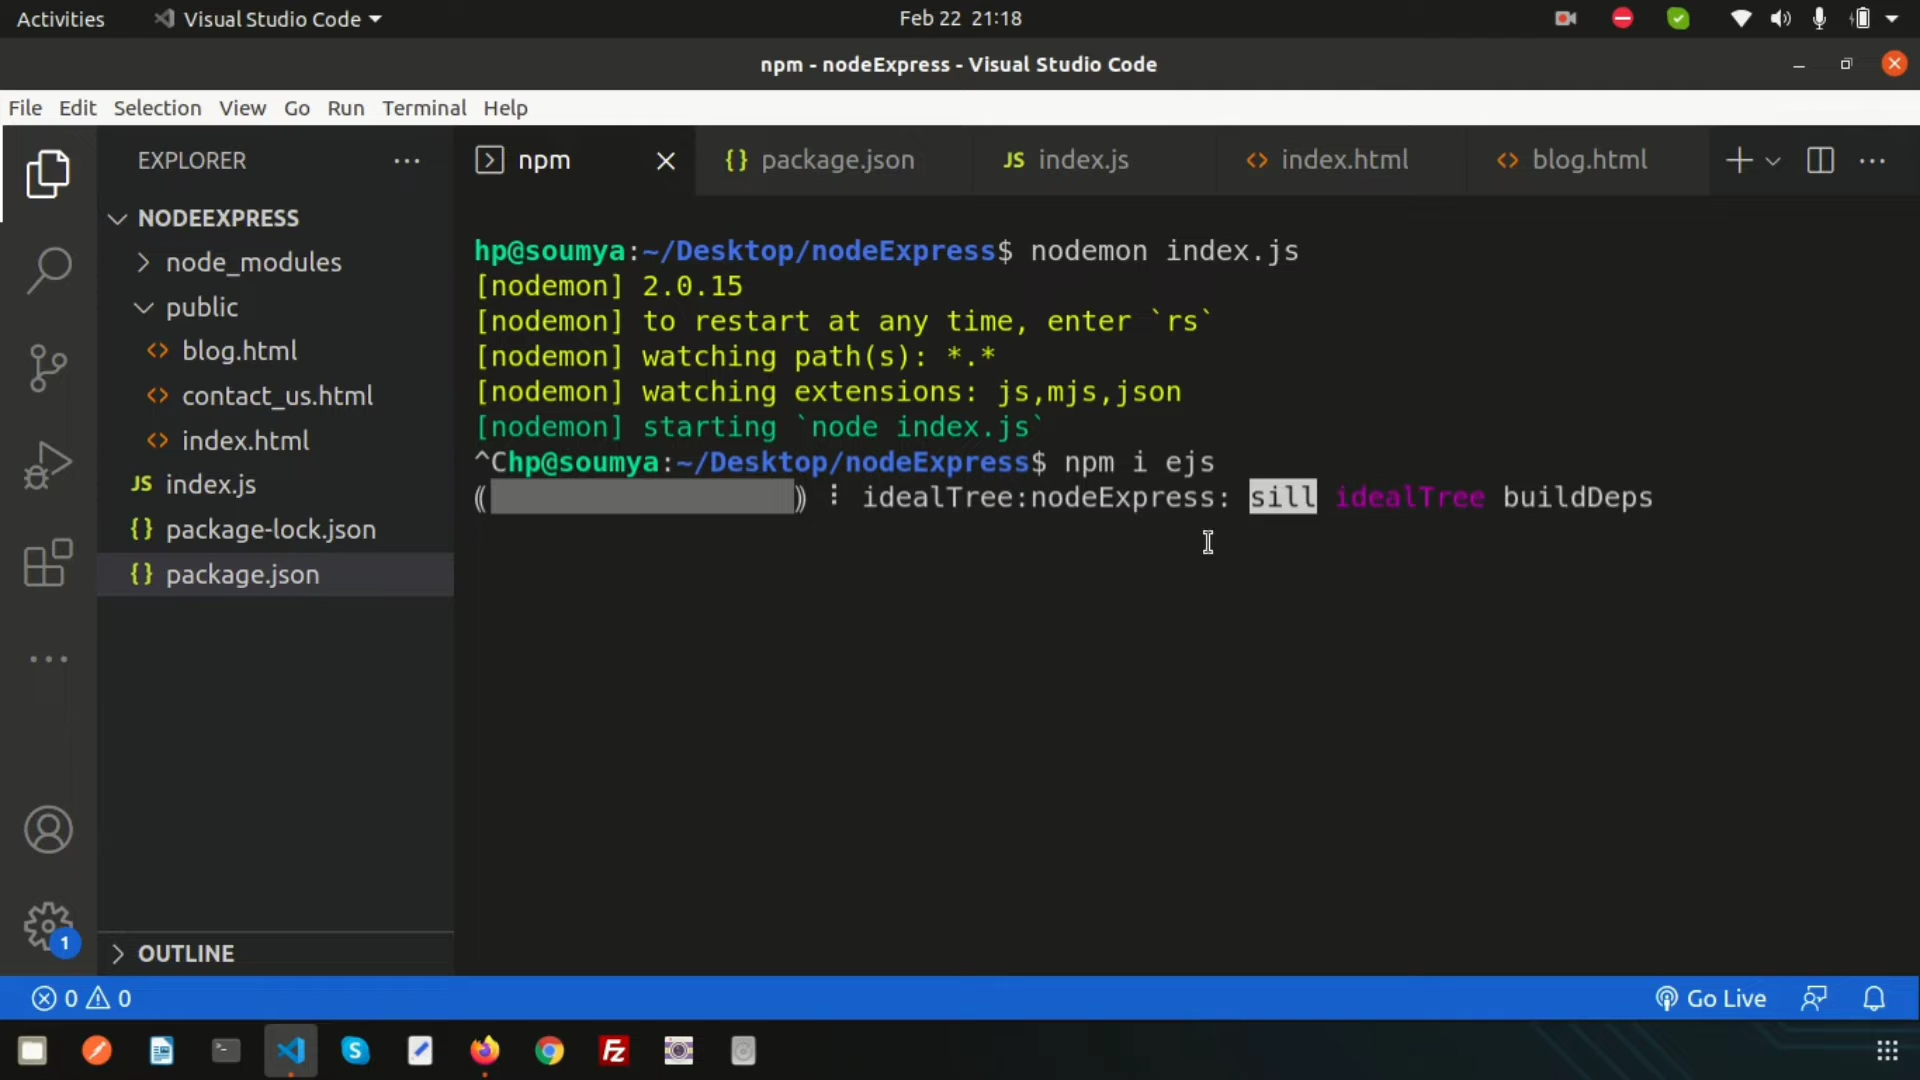 Activities Visual Studio Code Feb 22 21:18
npm - nodeExpress - Visual Studio Code
File Edit Selection View Go Run Terminal Help
EXPLORER
NODEEXPRESS
node_modules
public
blog.html
contact_us.html
index.html
JS index.js
{} package-lock.json
{} package.json
OUTLINE
npm {} package.json JS index.js <> index.html <> blog.html
hp@soumya:~/Desktop/nodeExpress$ nodemon index.js
[nodemon] 2.0.15
[nodemon] to restart at any time, enter `rs`
[nodemon] watching path(s): *.*
[nodemon] watching extensions: js,mjs,json
[nodemon] starting `node index.js`
^Chp@soumya:~/Desktop/nodeExpress$ npm i ejs
(                  ) ⠸ idealTree:nodeExpress: sill idealTree buildDeps
1
0 0 Go Live